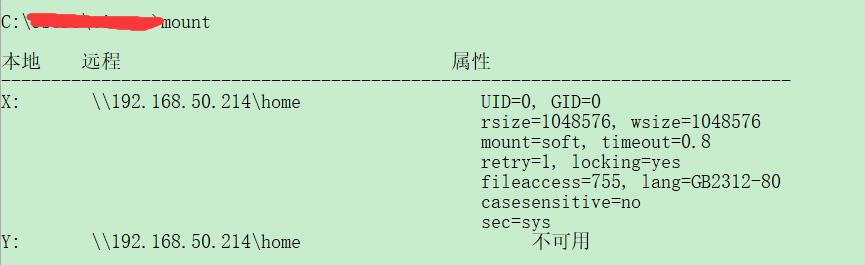 C:\mount
本地 远程 属性
-------------------------------------------------------------------------------
X: \\192.168.50.214\home UID=0, GID=0
rsize=1048576, wsize=1048576
mount=soft, timeout=0.8
retry=1, locking=yes
fileaccess=755, lang=GB2312-80
casesensitive=no
sec=sys
Y: \\192.168.50.214\home 不可用